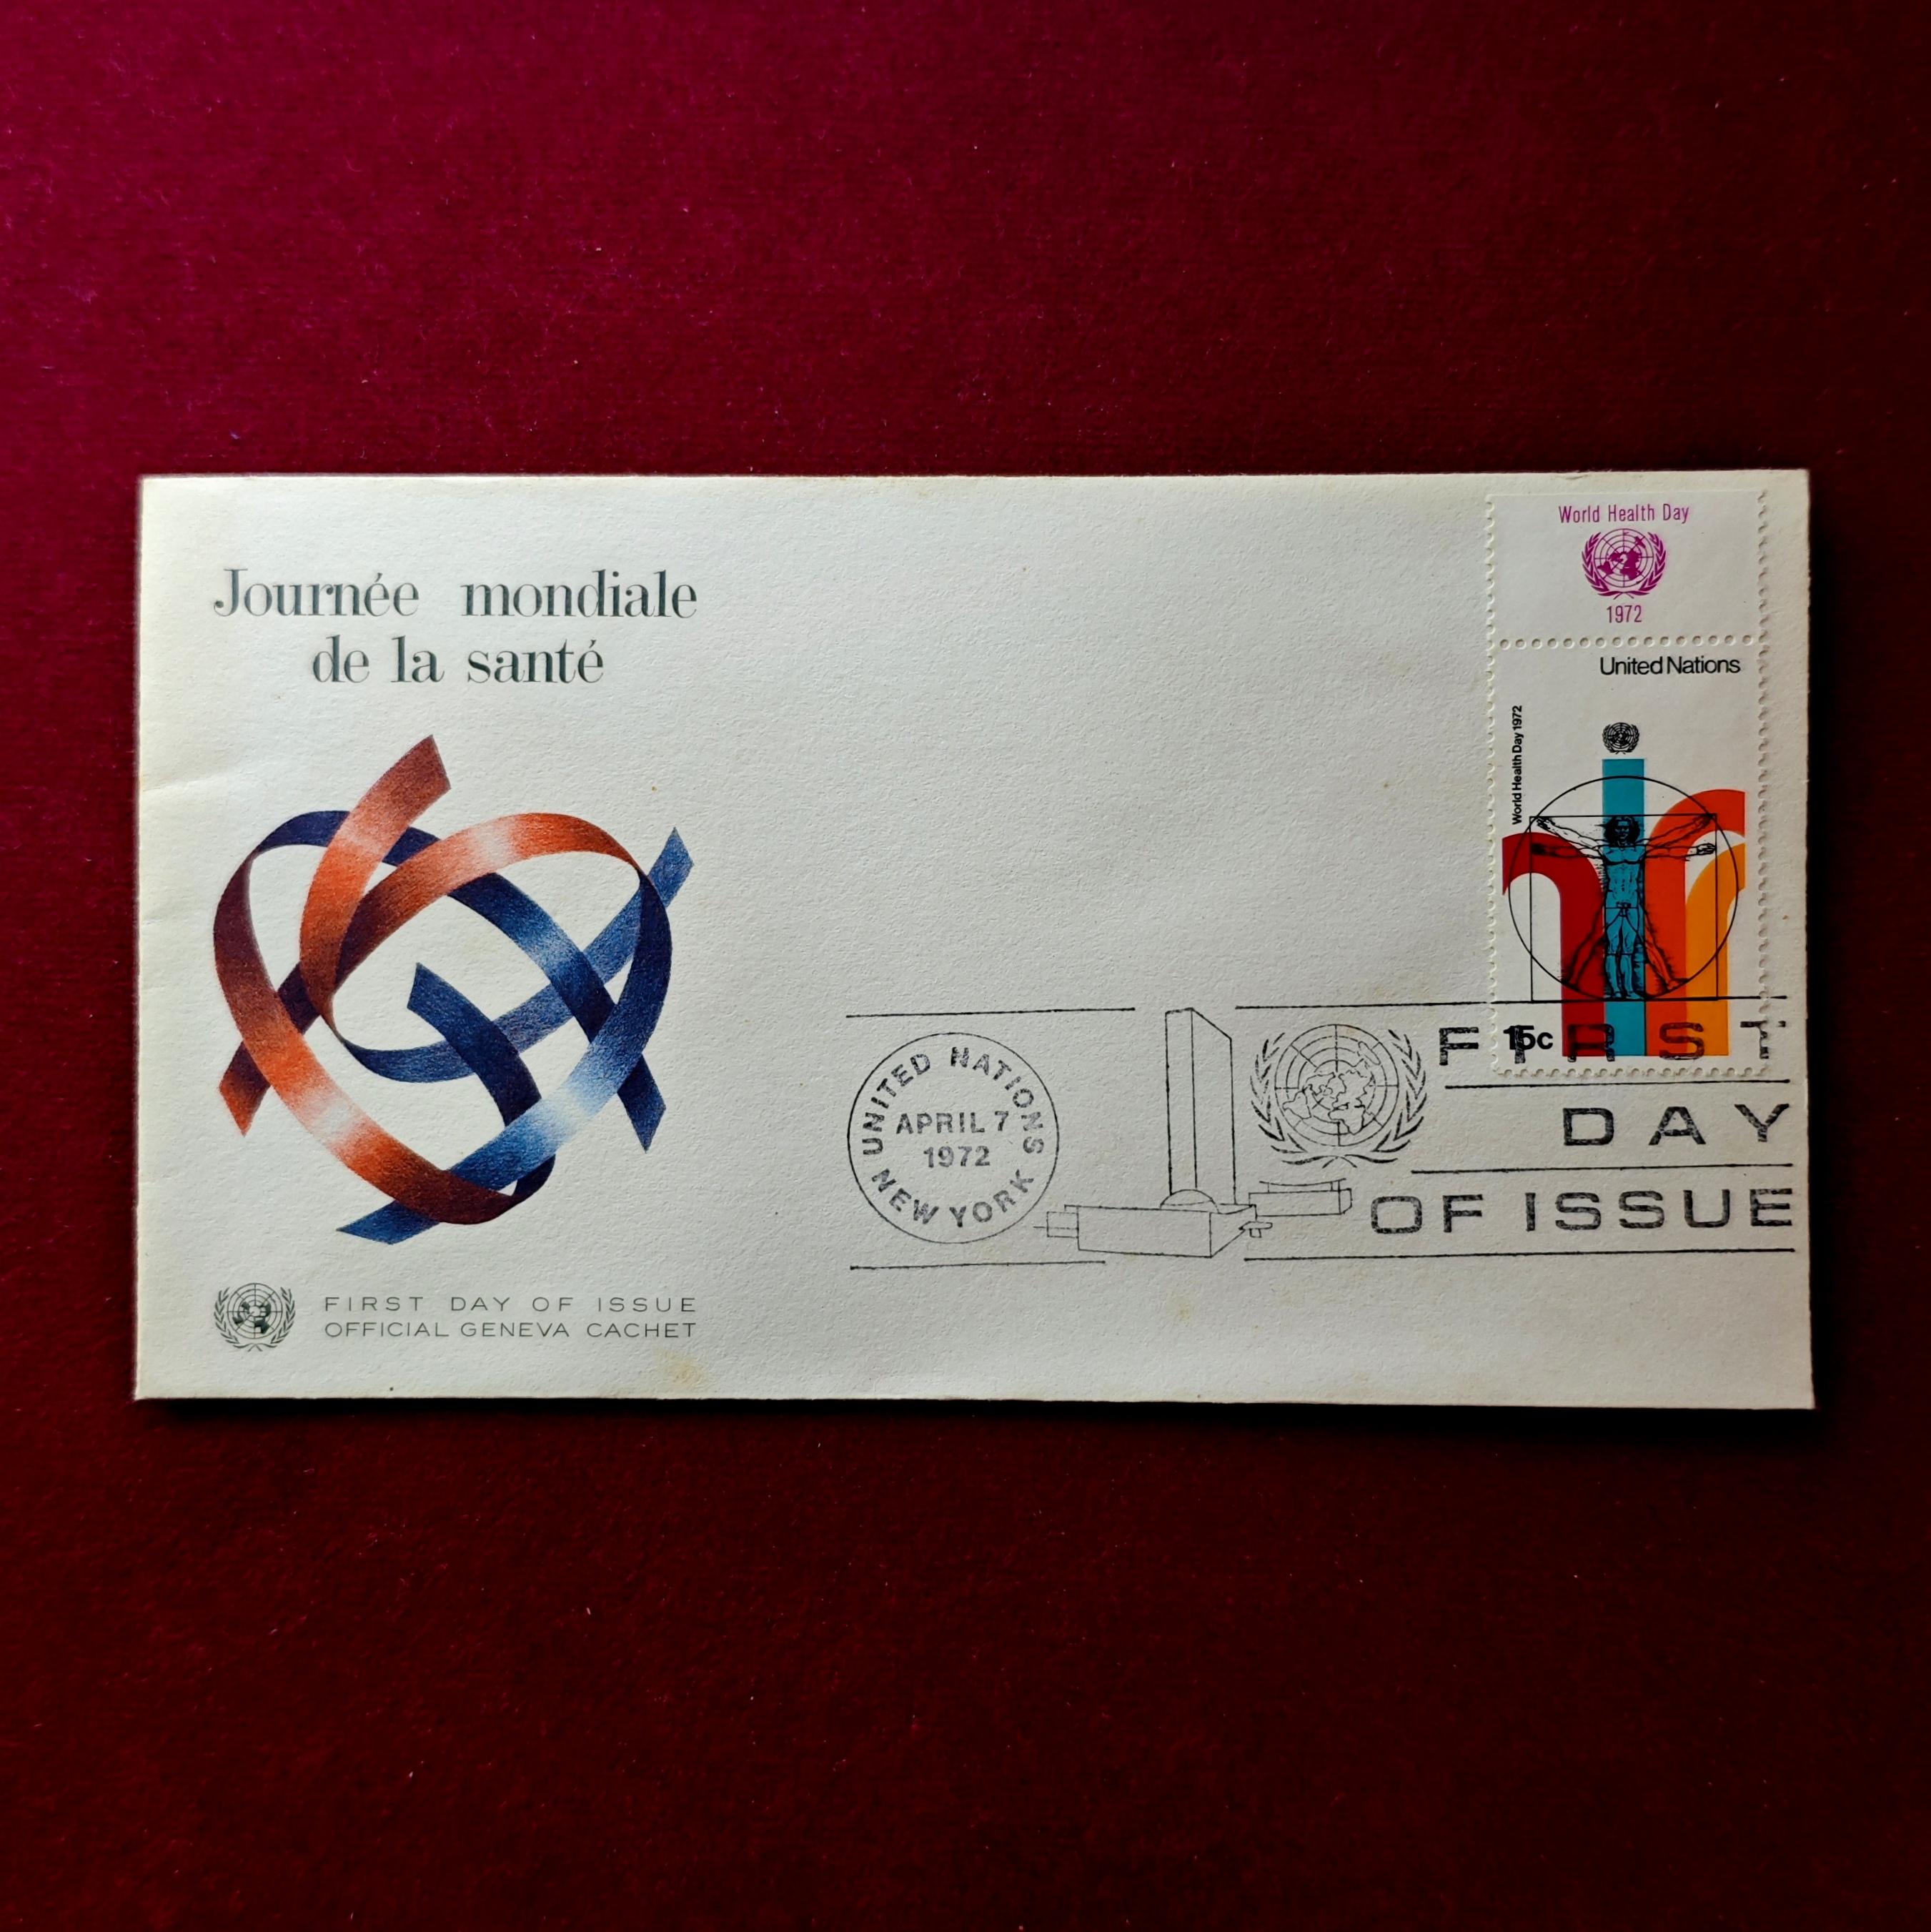 Journée mondiale
de la santé
FIRST DAY OF ISSUE
OFFICIAL GENEVA CACHET
UNITED NATIONS
APRIL 7
1972
NEW YORK
World Health Day
1972
United Nations
World Health Day 1972
15c
FIRST
DAY
OF ISSUE